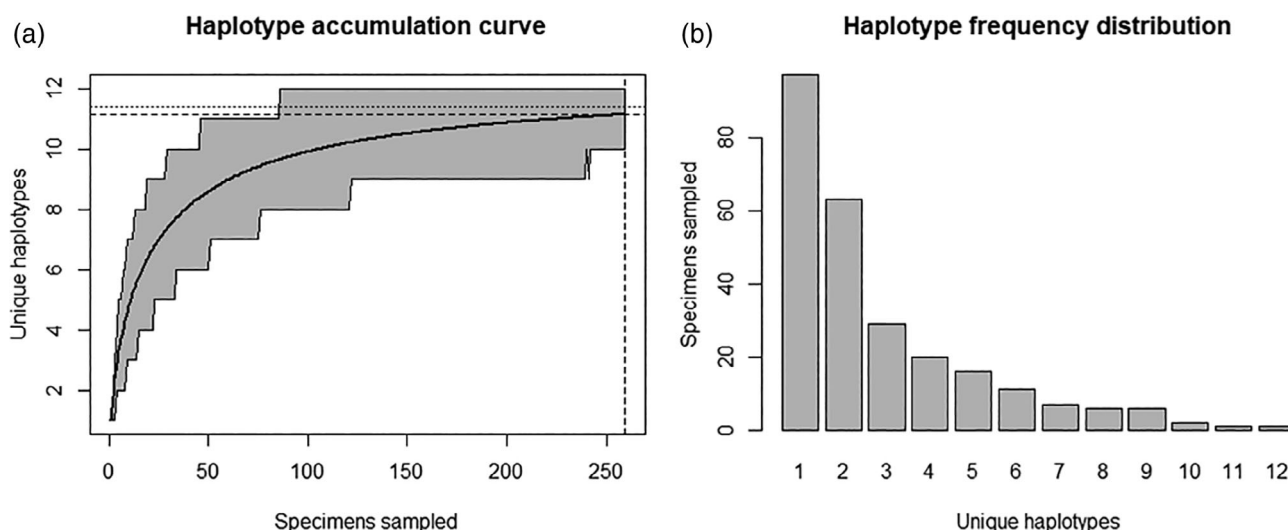 (a)
Haplotype accumulation curve
Unique haplotypes
12
10
8
6
4
2
0 50 100 150 200 250
Specimens sampled
(b)
Haplotype frequency distribution
Specimens sampled
80
60
40
20
0
1 2 3 4 5 6 7 8 9 10 11 12
Unique haplotypes